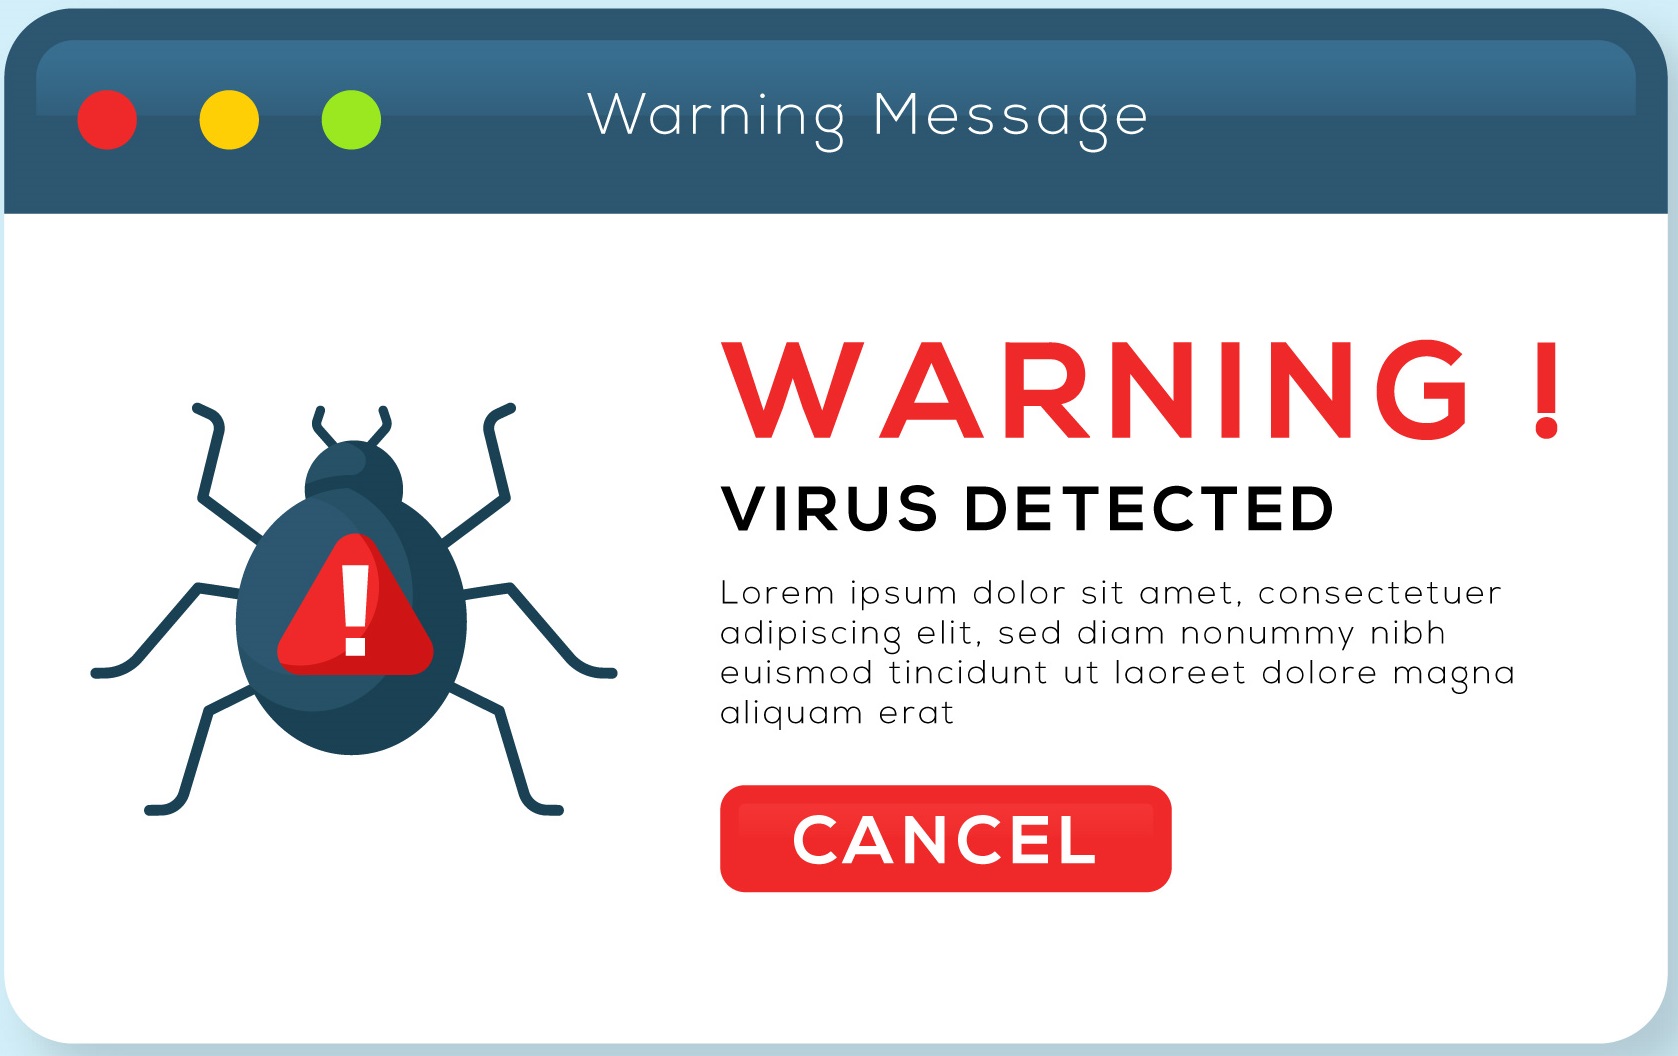 Warning Message
WARNING !
VIRUS DETECTED
Lorem ipsum dolor sit amet, consectetuer
adipiscing elit, sed diam nonummy nibh
euismod tincidunt ut laoreet dolore magna
aliquam erat
CANCEL
!